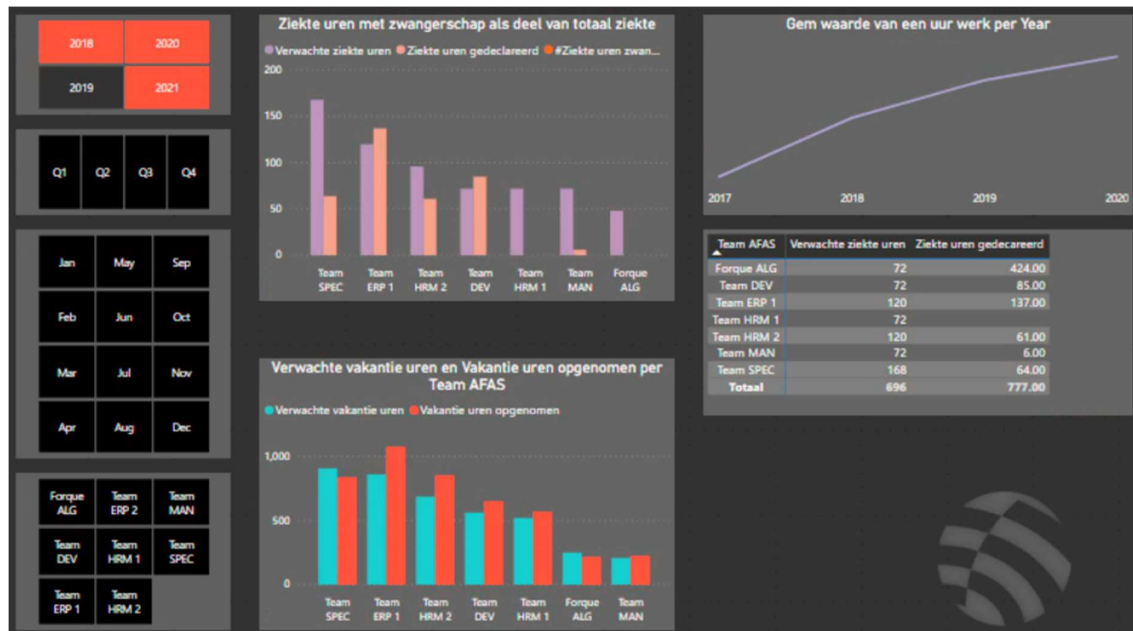 2018 2020
2019 2021
Q1 Q2 Q3 Q4
Jan May Sep
Feb Jun Oct
Mar Jul Nov
Apr Aug Dec
Forque ALG Team ERP 2 Team MAN
Team DEV Team HRM 1 Team SPEC
Team ERP 1 Team HRM 2
Ziekte uren met zwangerschap als deel van totaal ziekte
Verwachte ziekte uren Ziekte uren gedeclareerd #Ziekte uren zwan...
200
150
100
50
0
Team SPEC Team ERP 1 Team HRM 2 Team DEV Team HRM 1 Team MAN Forque ALG
Verwachte vakantie uren en Vakantie uren opgenomen per
Team AFAS
Verwachte vakantie uren Vakantie uren opgenomen
1,000
500
0
Team SPEC Team ERP 1 Team HRM 2 Team DEV Team HRM 1 Forque ALG Team MAN
Gem waarde van een uur werk per Year
2017 2018 2019 2020
Team AFAS Verwachte ziekte uren Ziekte uren gedecareerd
Forque ALG 72 424.00
Team DEV 72 85.00
Team ERP 1 120 137.00
Team HRM 1 72
Team HRM 2 120 61.00
Team MAN 72 6.00
Team SPEC 168 64.00
Totaal 696 777.00